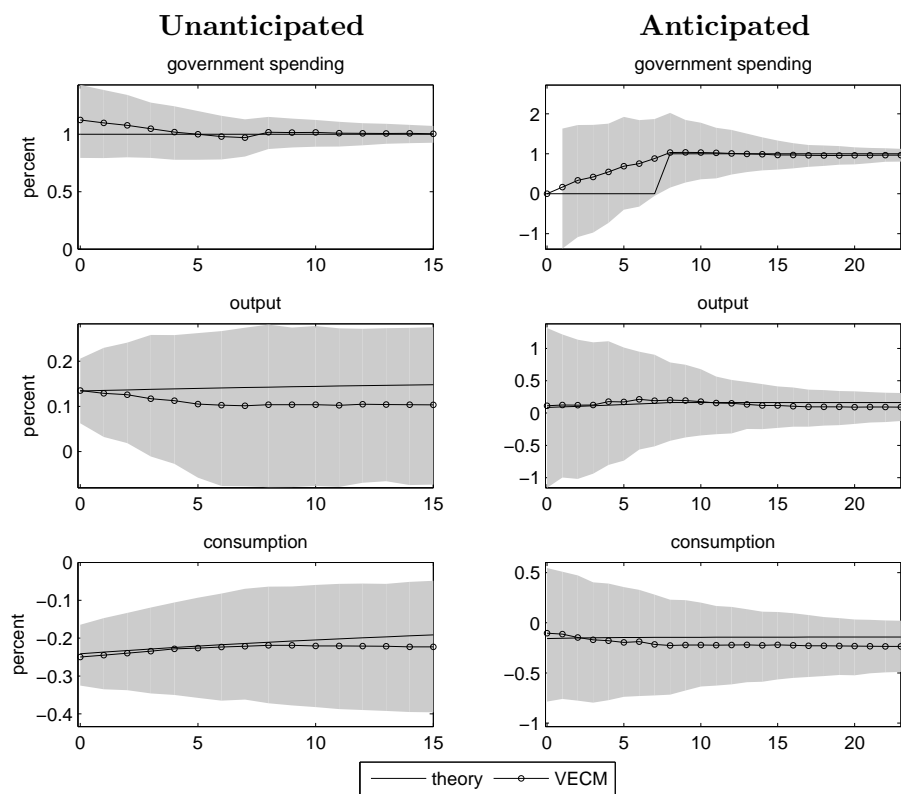 Unanticipated Anticipated
government spending government spending
percent
1
0.5
0
0 5 10 15
2
1
0
−1
0 5 10 15 20
output output
percent
0.2
0.1
0
0 5 10 15
1
0.5
0
−0.5
−1
0 5 10 15 20
consumption consumption
percent
0
−0.1
−0.2
−0.3
−0.4
0 5 10 15
0.5
0
−0.5
−1
0 5 10 15 20
theory VECM